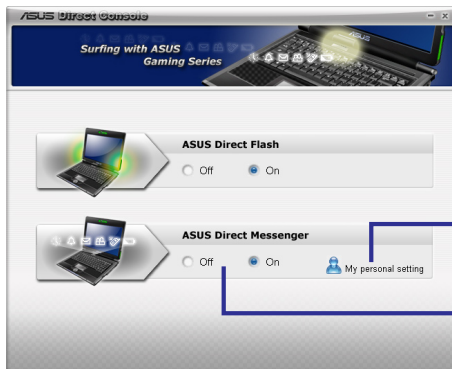 ASUS Direct Console
Surfing with ASUS
Gaming Series
ASUS Direct Flash
Off On
ASUS Direct Messenger
Off On My personal setting